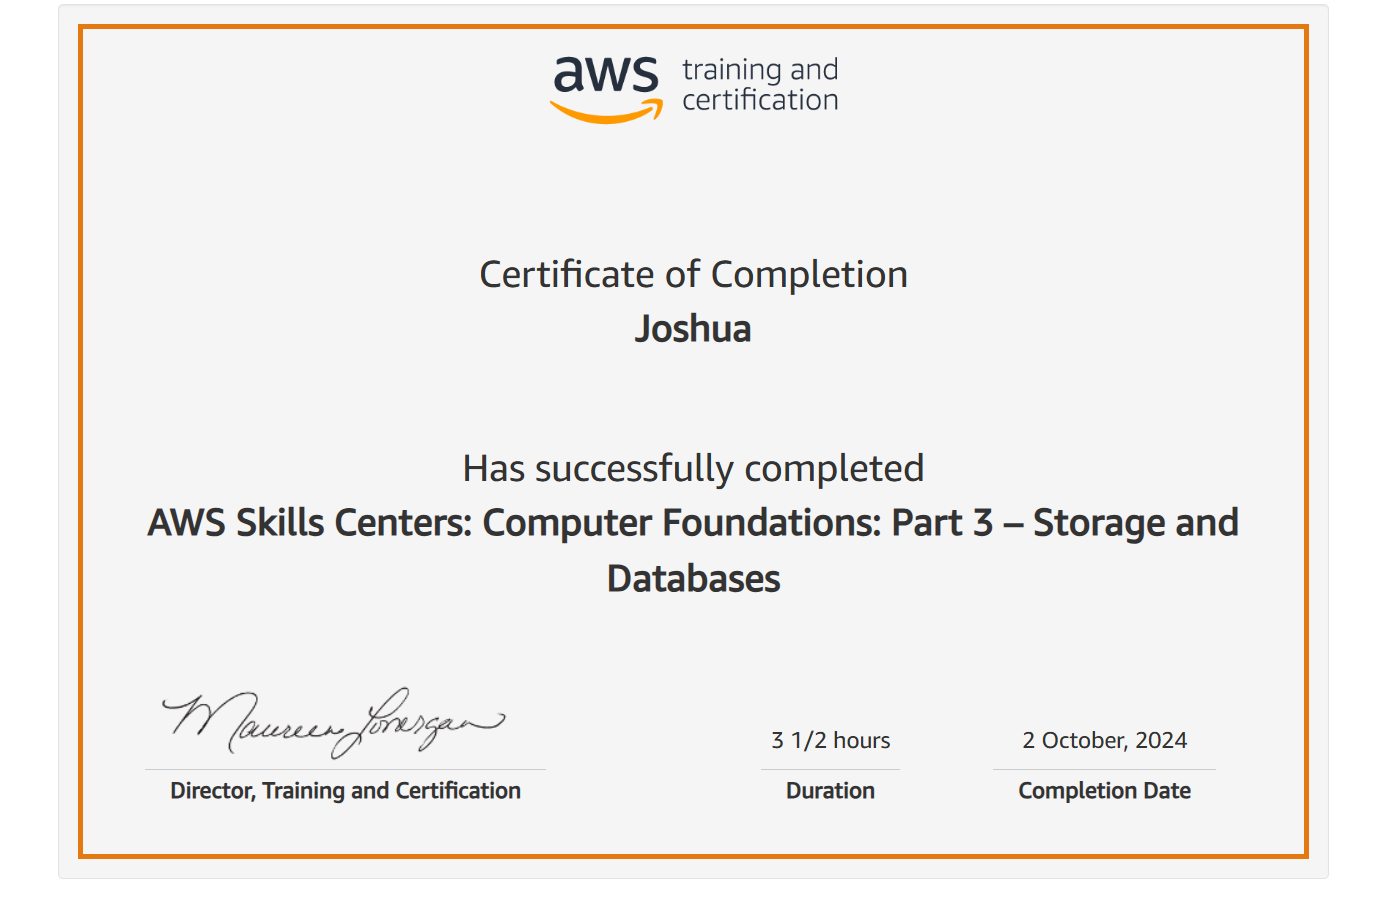 aws training and
certification
Certificate of Completion
Joshua
Has successfully completed
AWS Skills Centers: Computer Foundations: Part 3 – Storage and
Databases
Maureen Lonergan
3 1/2 hours
2 October, 2024
Director, Training and Certification
Duration
Completion Date